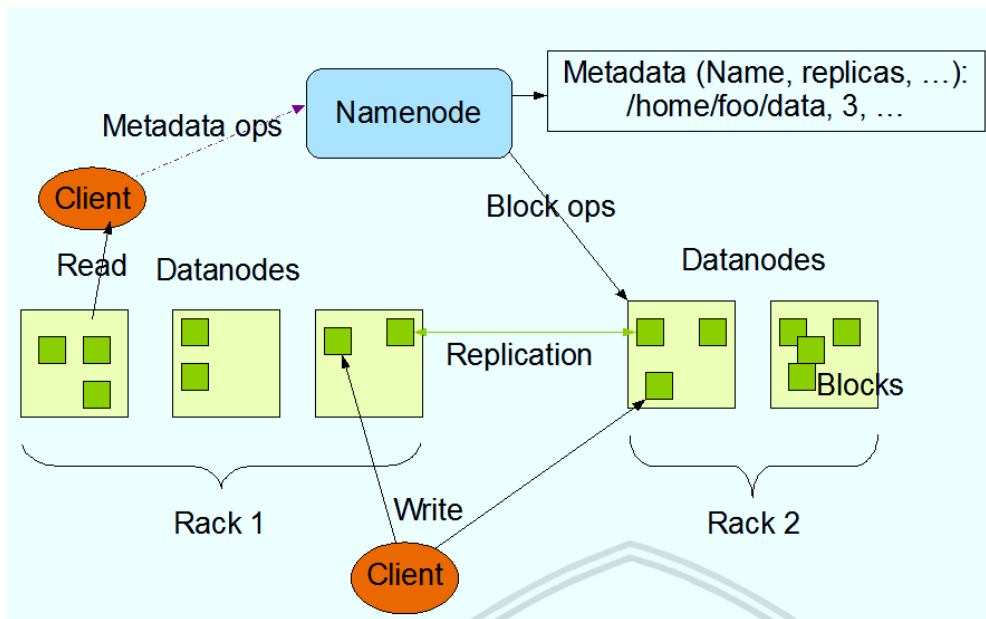 Metadata (Name, replicas, …):
/home/foo/data, 3, …
Namenode
Metadata ops
Client
Block ops
Read
Datanodes
Datanodes
Replication
Blocks
Rack 1
Write
Rack 2
Client